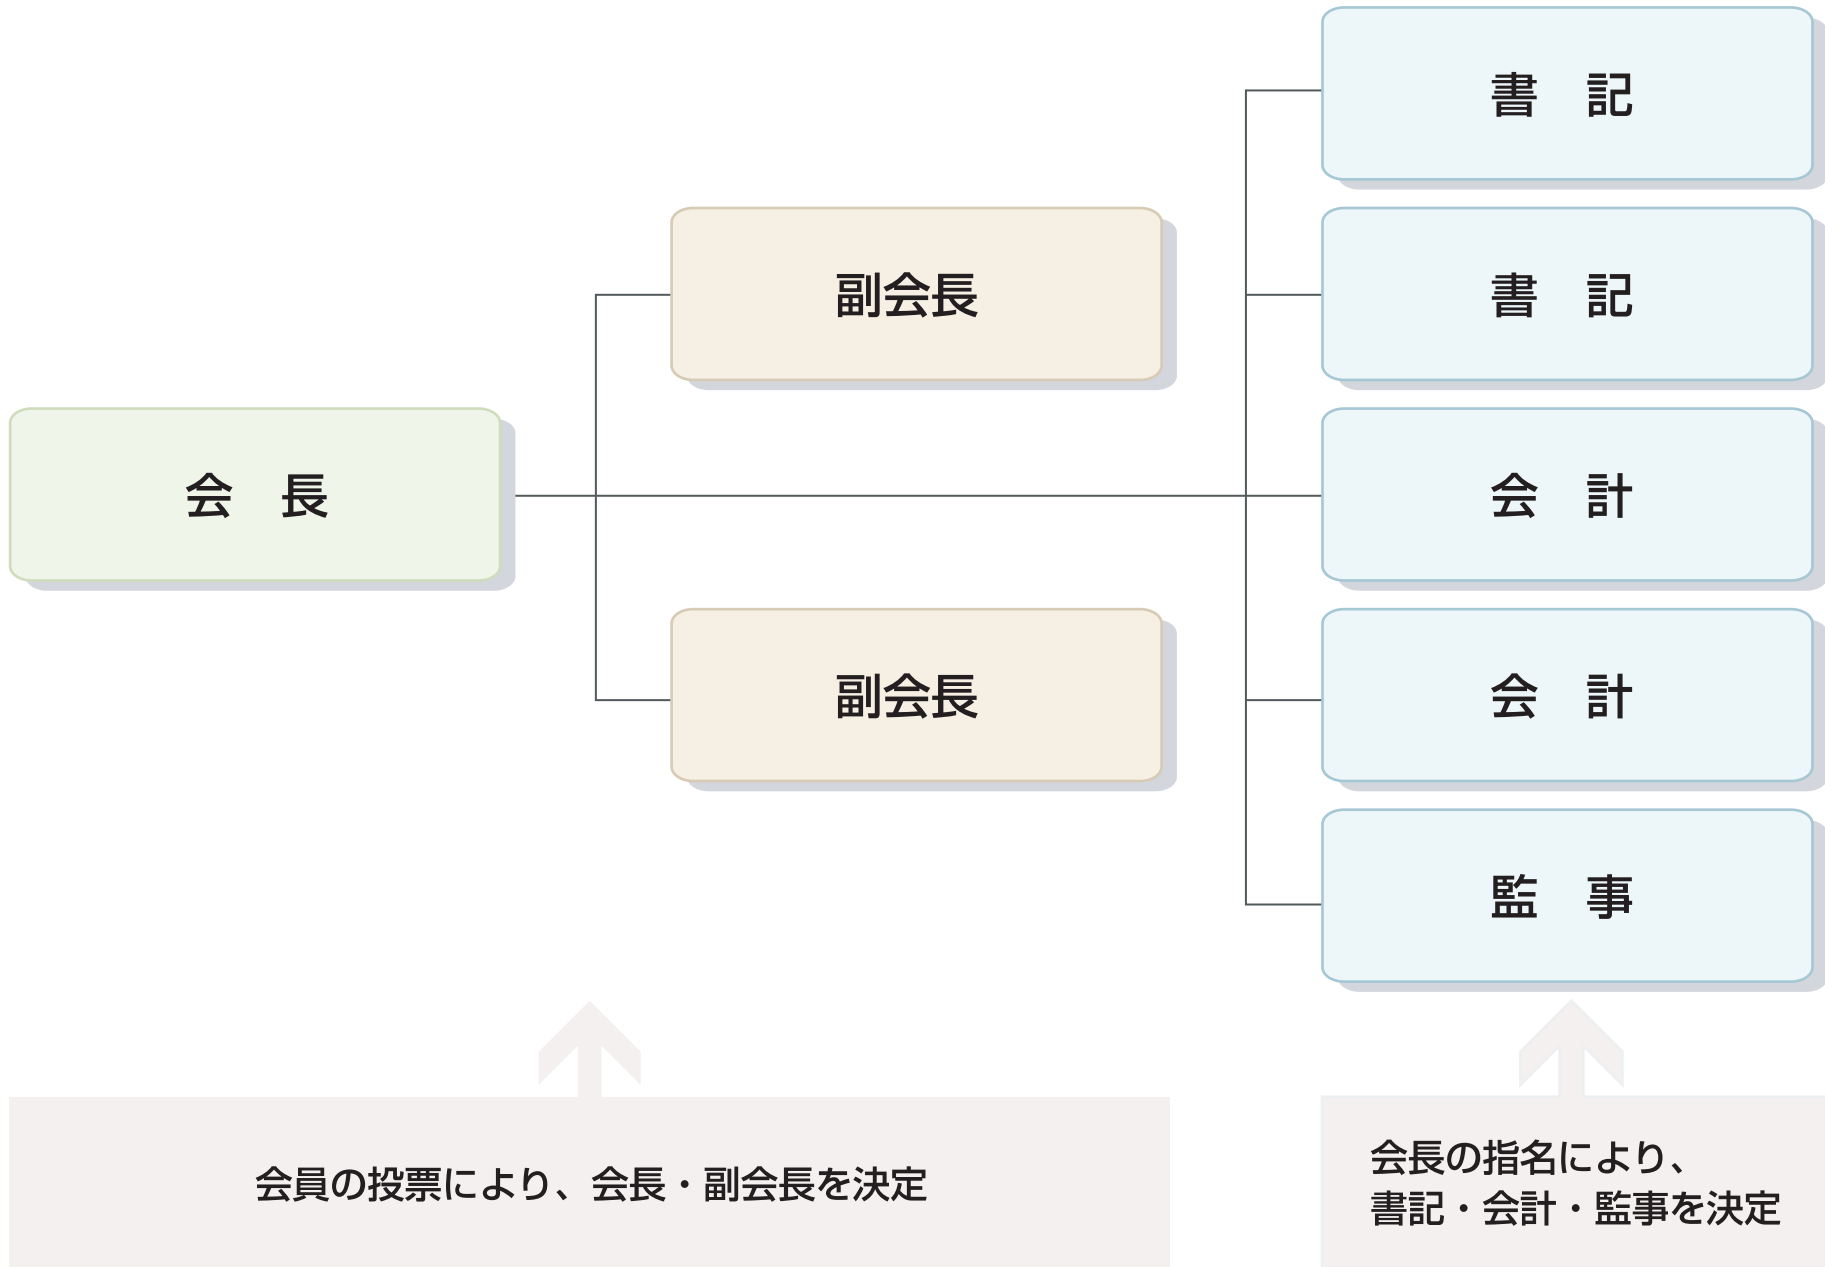 会　長
副会長
副会長
書　記
書　記
会　計
会　計
監　事
会員の投票により、会長・副会長を決定
会長の指名により、
書記・会計・監事を決定